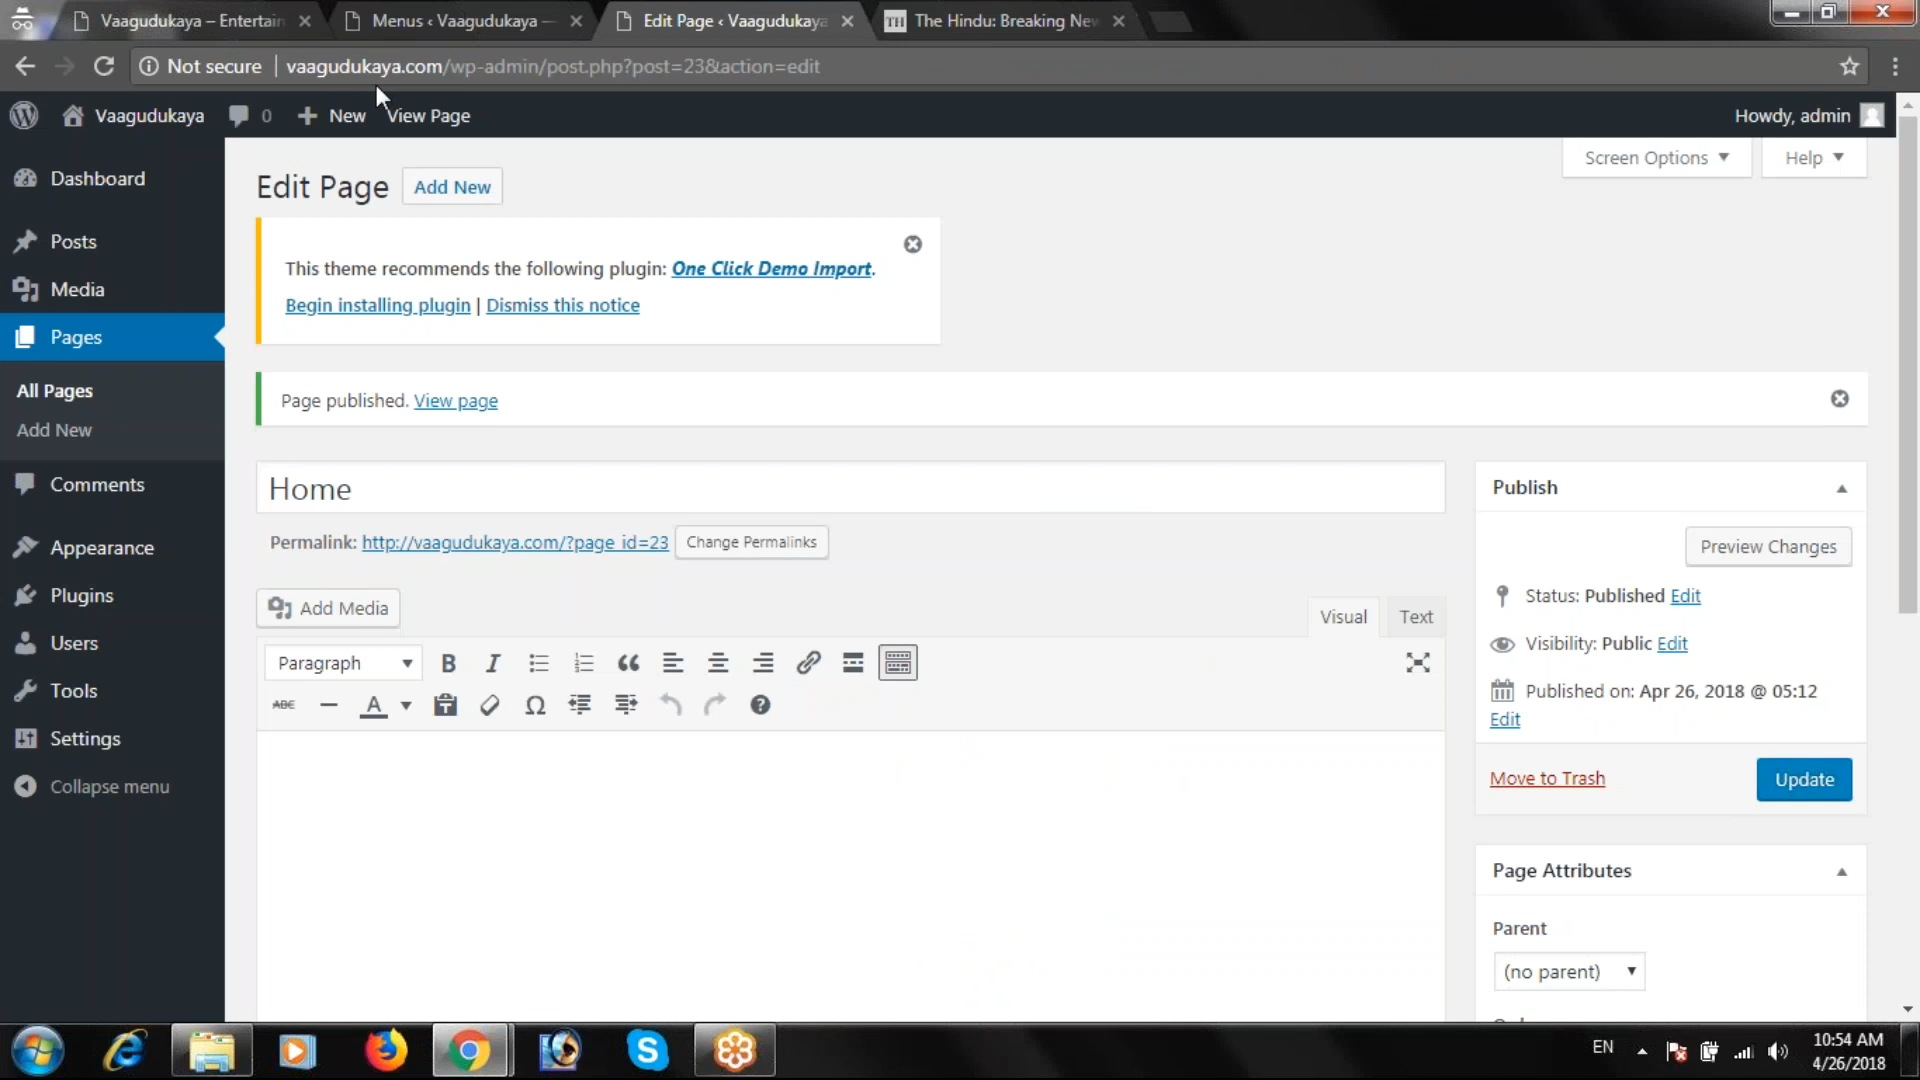 Vaagudukaya – Entertain
Menus ‹ Vaagudukaya —
Edit Page ‹ Vaagudukaya
TH The Hindu: Breaking Nev
Not secure | vaagudukaya.com/wp-admin/post.php?post=23&action=edit
Vaagudukaya 0 New View Page
Howdy, admin
Screen Options
Help
Dashboard
Posts
Media
Pages
All Pages
Add New
Comments
Appearance
Plugins
Users
Tools
Settings
Collapse menu
Edit Page
Add New
This theme recommends the following plugin: One Click Demo Import.
Begin installing plugin | Dismiss this notice
Page published. View page
Home
Permalink: http://vaagudukaya.com/?page_id=23 Change Permalinks
Add Media
Visual
Text
Paragraph
B I
ABC A
Publish
Preview Changes
Status: Published Edit
Visibility: Public Edit
Published on: Apr 26, 2018 @ 05:12
Edit
Move to Trash
Update
Page Attributes
Parent
(no parent)
EN
10:54 AM
4/26/2018